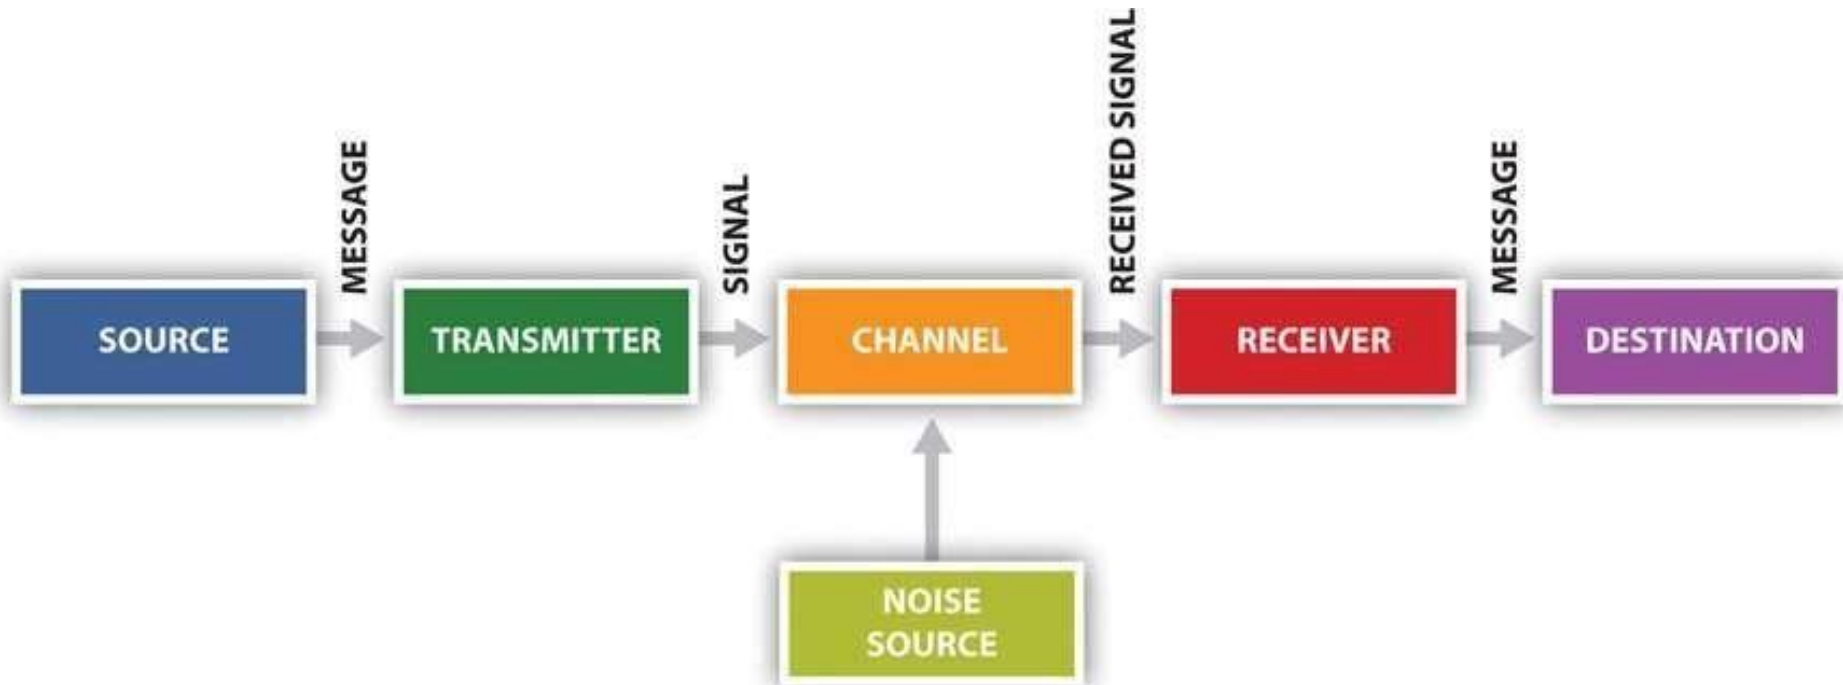 MESSAGE
SIGNAL
RECEIVED SIGNAL
MESSAGE
SOURCE
TRANSMITTER
CHANNEL
RECEIVER
DESTINATION
NOISE
SOURCE